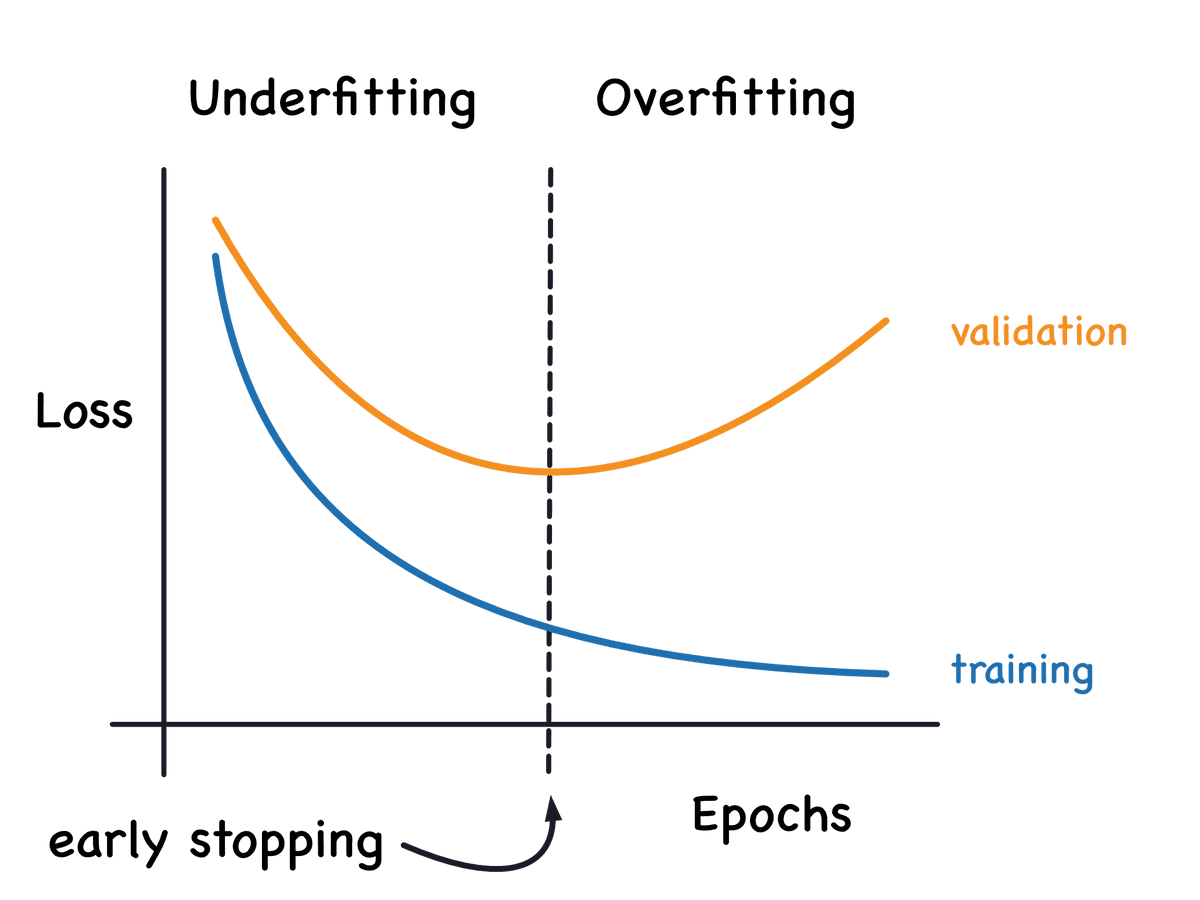 Underfitting
Overfitting
validation
Loss
training
Epochs
early stopping